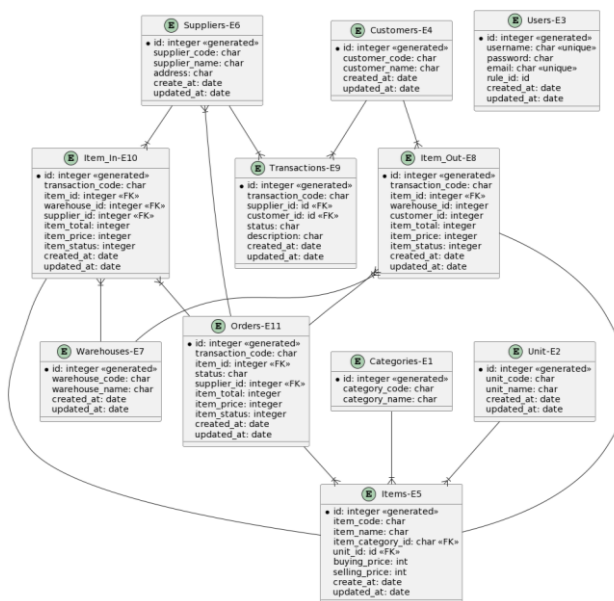 E Suppliers-E6
id: integer «generated»
supplier_code: char
supplier_name: char
address: char
create_at: date
updated_at: date
E Customers-E4
id: integer «generated»
customer_code: char
customer_name: char
created_at: date
updated_at: date
E Users-E3
id: integer «generated»
username: char «unique»
password: char
email: char «unique»
rule_id: id
created_at: date
updated_at: date
E Item_In-E10
id: integer «generated»
transaction_code: char
item_id: integer «FK»
warehouse_id: integer «FK»
supplier_id: integer «FK»
item_total: integer
item_price: integer
item_status: integer
created_at: date
updated_at: date
E Transactions-E9
id: integer «generated»
transaction_code: char
supplier_id: id «FK»
customer_id: id «FK»
status: char
description: char
created_at: date
updated_at: date
E Item_Out-E8
id: integer «generated»
transaction_code: char
item_id: integer «FK»
warehouse_id: integer
customer_id: integer
item_total: integer
item_price: integer
item_status: integer
created_at: date
updated_at: date
E Warehouses-E7
id: integer «generated»
warehouse_code: char
warehouse_name: char
created_at: date
updated_at: date
E Orders-E11
id: integer «generated»
transaction_code: char
item_id: integer «FK»
status: char
supplier_id: integer «FK»
item_total: integer
item_price: integer
item_status: integer
created_at: date
updated_at: date
E Categories-E1
id: integer «generated»
category_code: char
category_name: char
E Unit-E2
id: integer «generated»
unit_code: char
unit_name: char
created_at: date
updated_at: date
E Items-E5
id: integer «generated»
item_code: char
item_name: char
item_category_id: char «FK»
unit_id: id «FK»
buying_price: int
selling_price: int
create_at: date
updated_at: date